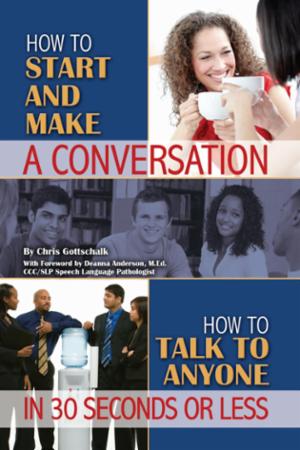 HOW TO
START
AND
MAKE
A CONVERSATION
By Chris Gottschalk
With Foreword by Deanna Anderson, M.Ed.
CCC/SLP Speech Language Pathologist
HOW TO
TALK TO
ANYONE
IN 30 SECONDS OR LESS